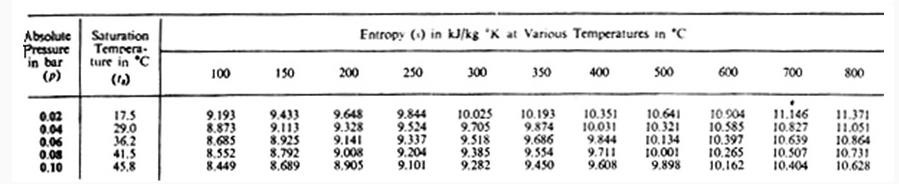 Absolute Pressure in bar (p) Saturation Tempera- ture in °C (ts) Entropy (s) in kJ/kg °K at Various Temperatures in °C
100 150 200 250 300 350 400 500 600 700 800
0.02 17.5 9.193 9.433 9.648 9.844 10.025 10.193 10.351 10.641 10.904 11.146 11.371
0.04 29.0 8.873 9.113 9.328 9.524 9.705 9.874 10.031 10.321 10.585 10.827 11.051
0.06 36.2 8.685 8.925 9.141 9.337 9.518 9.686 9.844 10.134 10.397 10.639 10.864
0.08 41.5 8.552 8.792 9.008 9.204 9.385 9.554 9.711 10.001 10.265 10.507 10.731
0.10 45.8 8.449 8.689 8.905 9.101 9.282 9.450 9.608 9.898 10.162 10.404 10.628